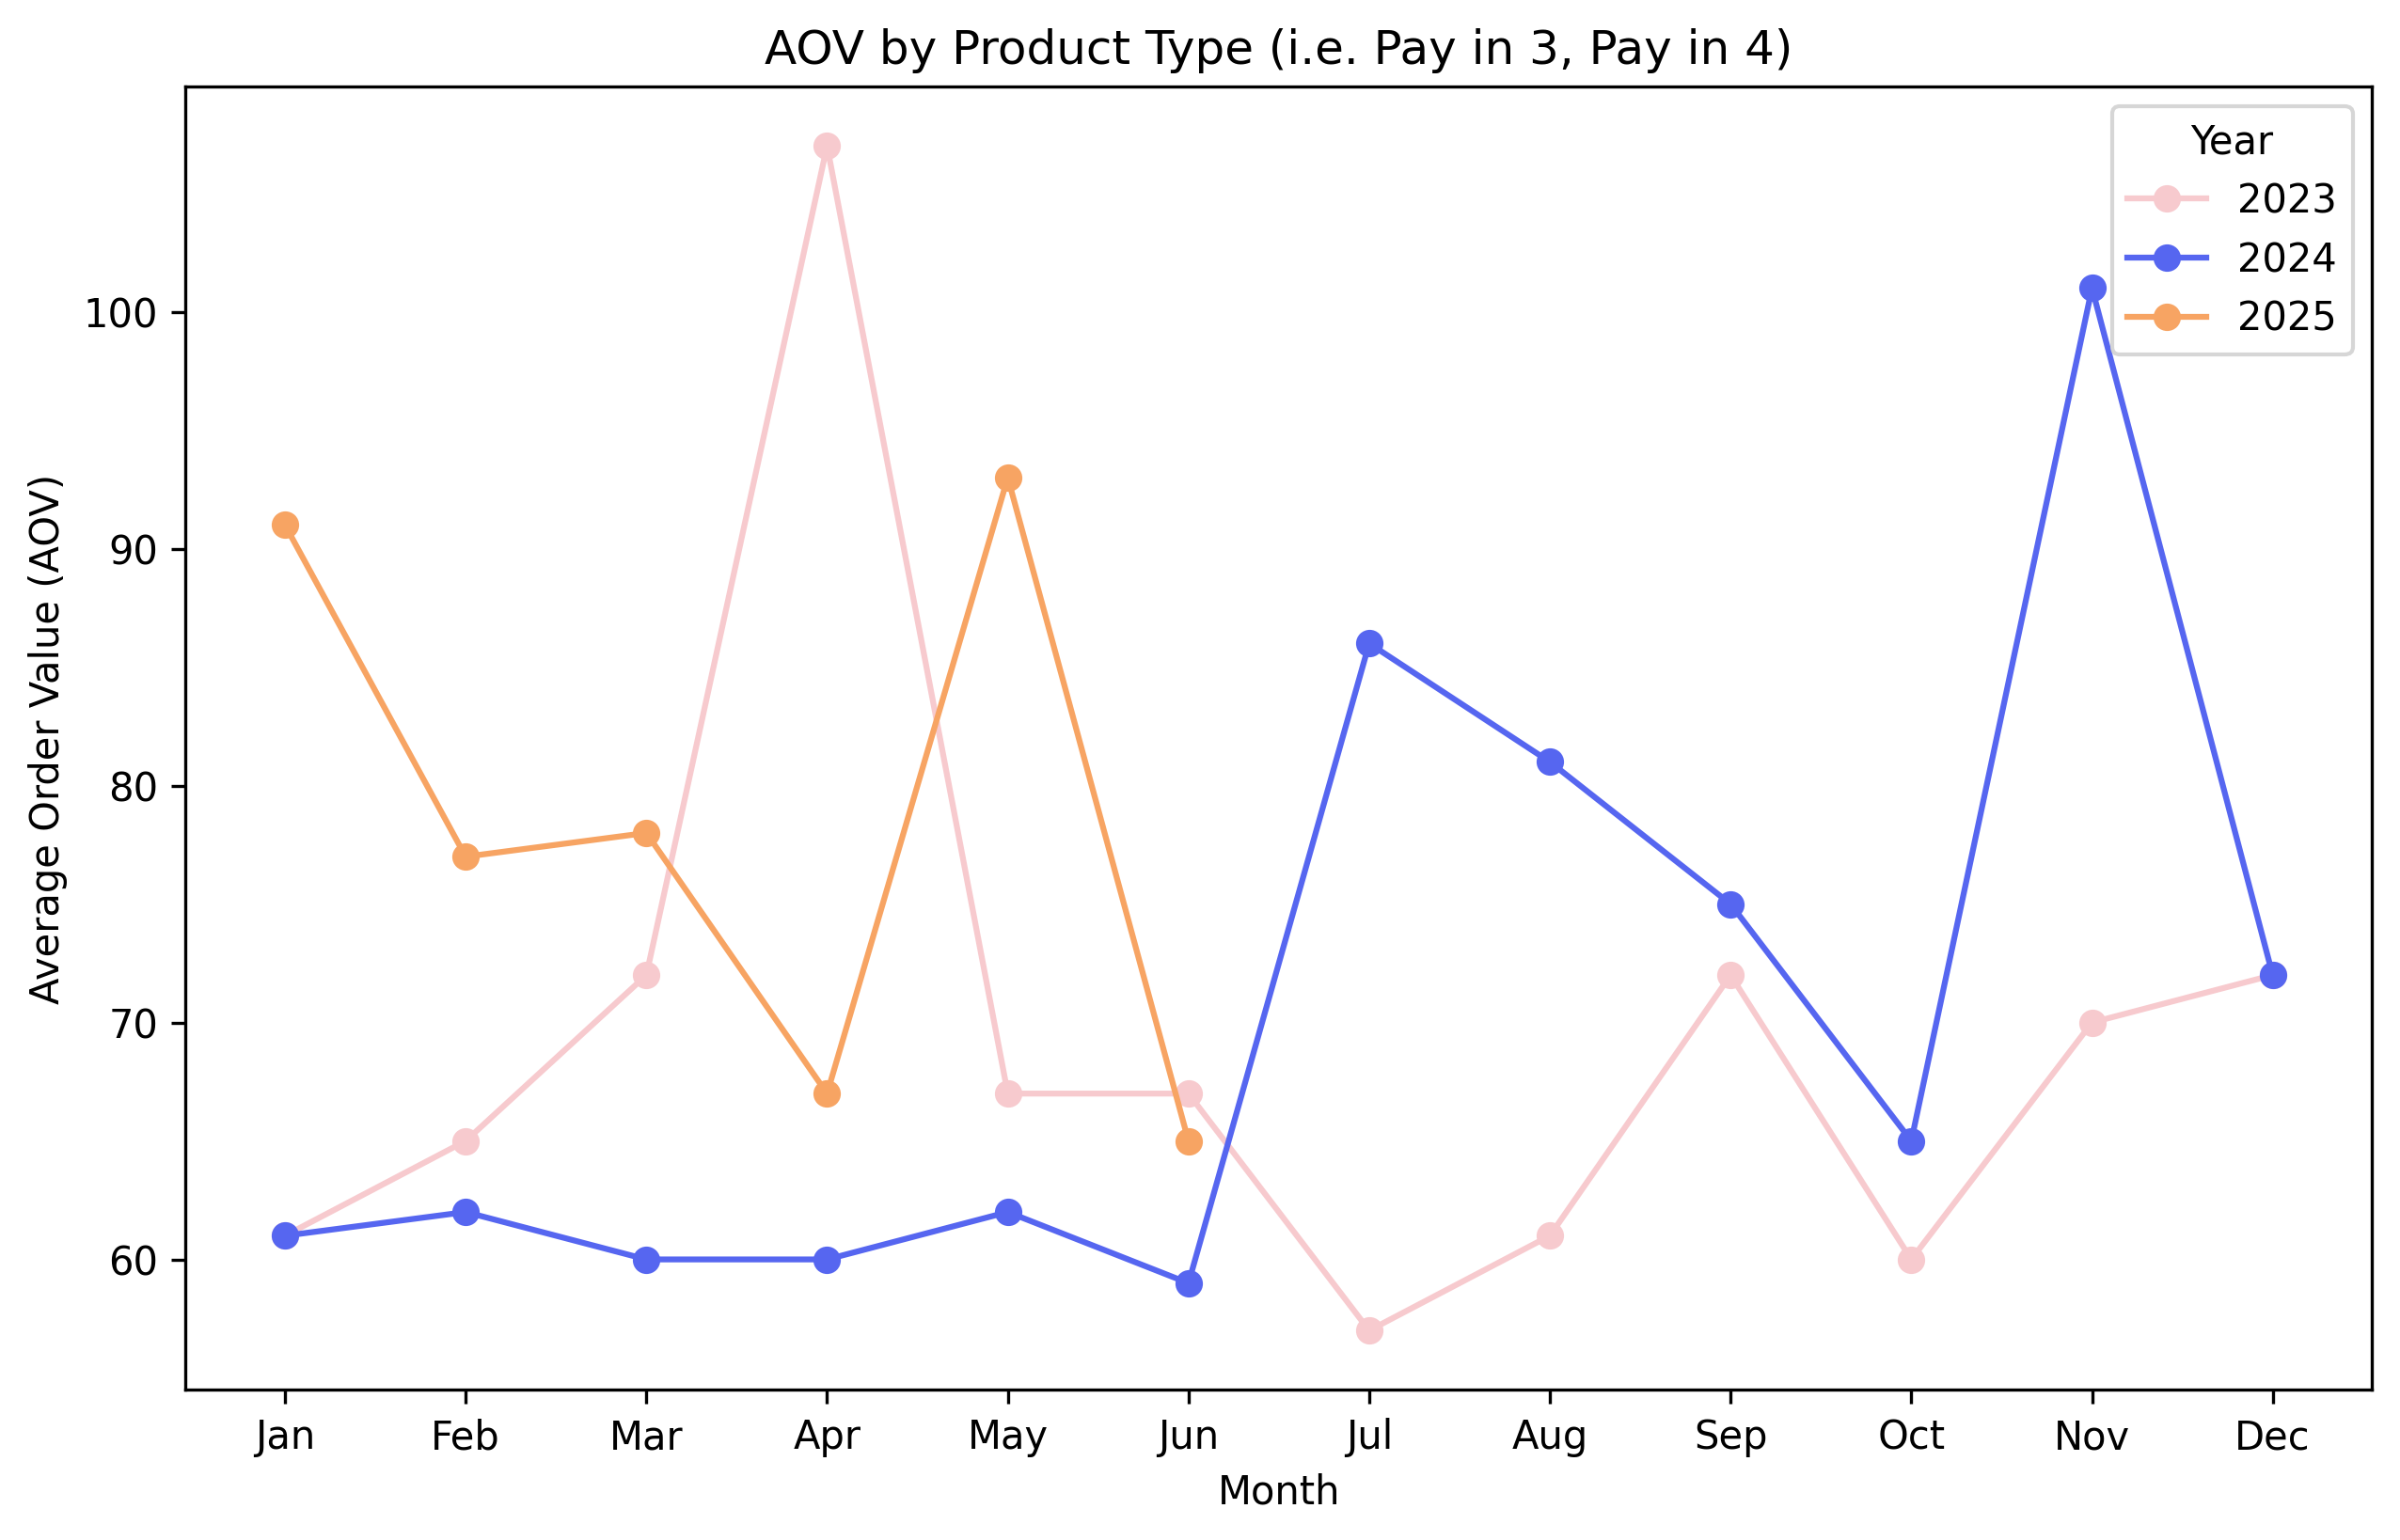 AOV by Product Type (i.e. Pay in 3, Pay in 4)
Year
2023
2024
2025
Average Order Value (AOV)
100
90
80
70
60
Jan Feb Mar Apr May Jun Jul Aug Sep Oct Nov Dec
Month